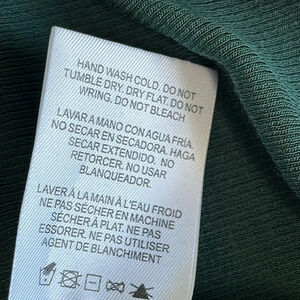 HAND WASH COLD. DO NOT
TUMBLE DRY. DRY FLAT. DO NOT
WRING. DO NOT BLEACH
LAVAR A MANO CON AGUA FRÍA.
NO SECAR EN SECADORA. HAGA
SECAR EXTENDIDO. NO
RETORCER. NO USAR
BLANQUEADOR.
LAVER À LA MAIN À L'EAU FROID
NE PAS SÉCHER EN MACHINE
SÉCHER À PLAT. NE PAS
ESSORER. NE PAS UTILISER
AGENT DE BLANCHIMENT